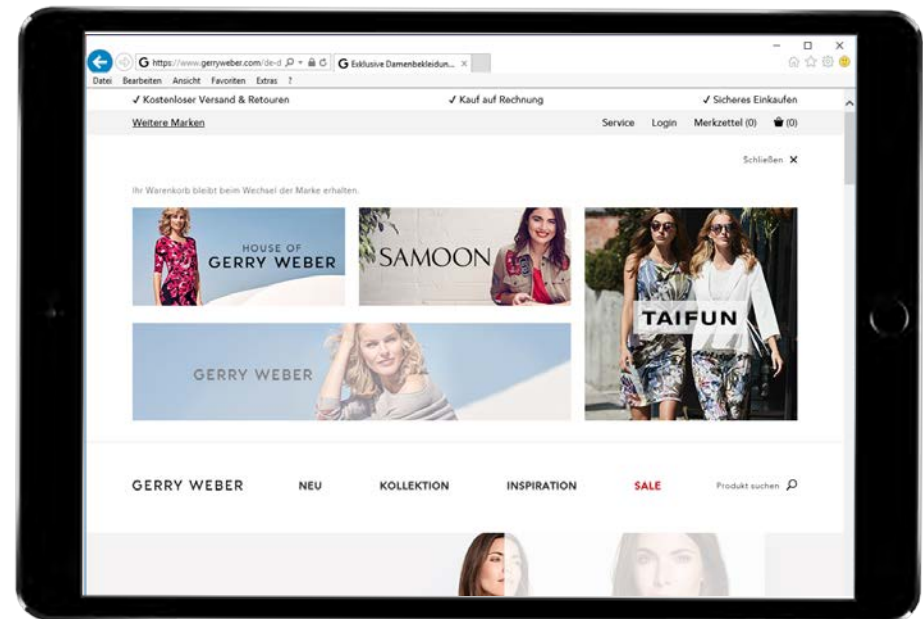 G https://www.gerryweber.com/de-d
G Exklusive Damenbekleidun... ×
Datei Bearbeiten Ansicht Favoriten Extras ?
✓ Kostenloser Versand & Retouren ✓ Kauf auf Rechnung ✓ Sicheres Einkaufen
Weitere Marken Service Login Merkzettel (0) (0)
Schließen X
Ihr Warenkorb bleibt beim Wechsel der Marke erhalten.
HOUSE OF
GERRY WEBER
SAMOON
TAIFUN
GERRY WEBER
GERRY WEBER NEU KOLLEKTION INSPIRATION SALE Produkt suchen